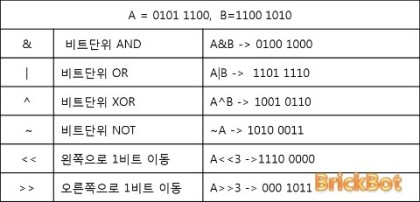 A = 0101 1100, B=1100 1010
& 비트단위 AND A&B -> 0100 1000
| 비트단위 OR A|B -> 1101 1110
^ 비트단위 XOR A^B -> 1001 0110
~ 비트단위 NOT ~A -> 1010 0011
<< 왼쪽으로 1비트 이동 A<<3 ->1110 0000
>> 오른쪽으로 1비트 이동 A>>3 -> 000 1011
BrickBot